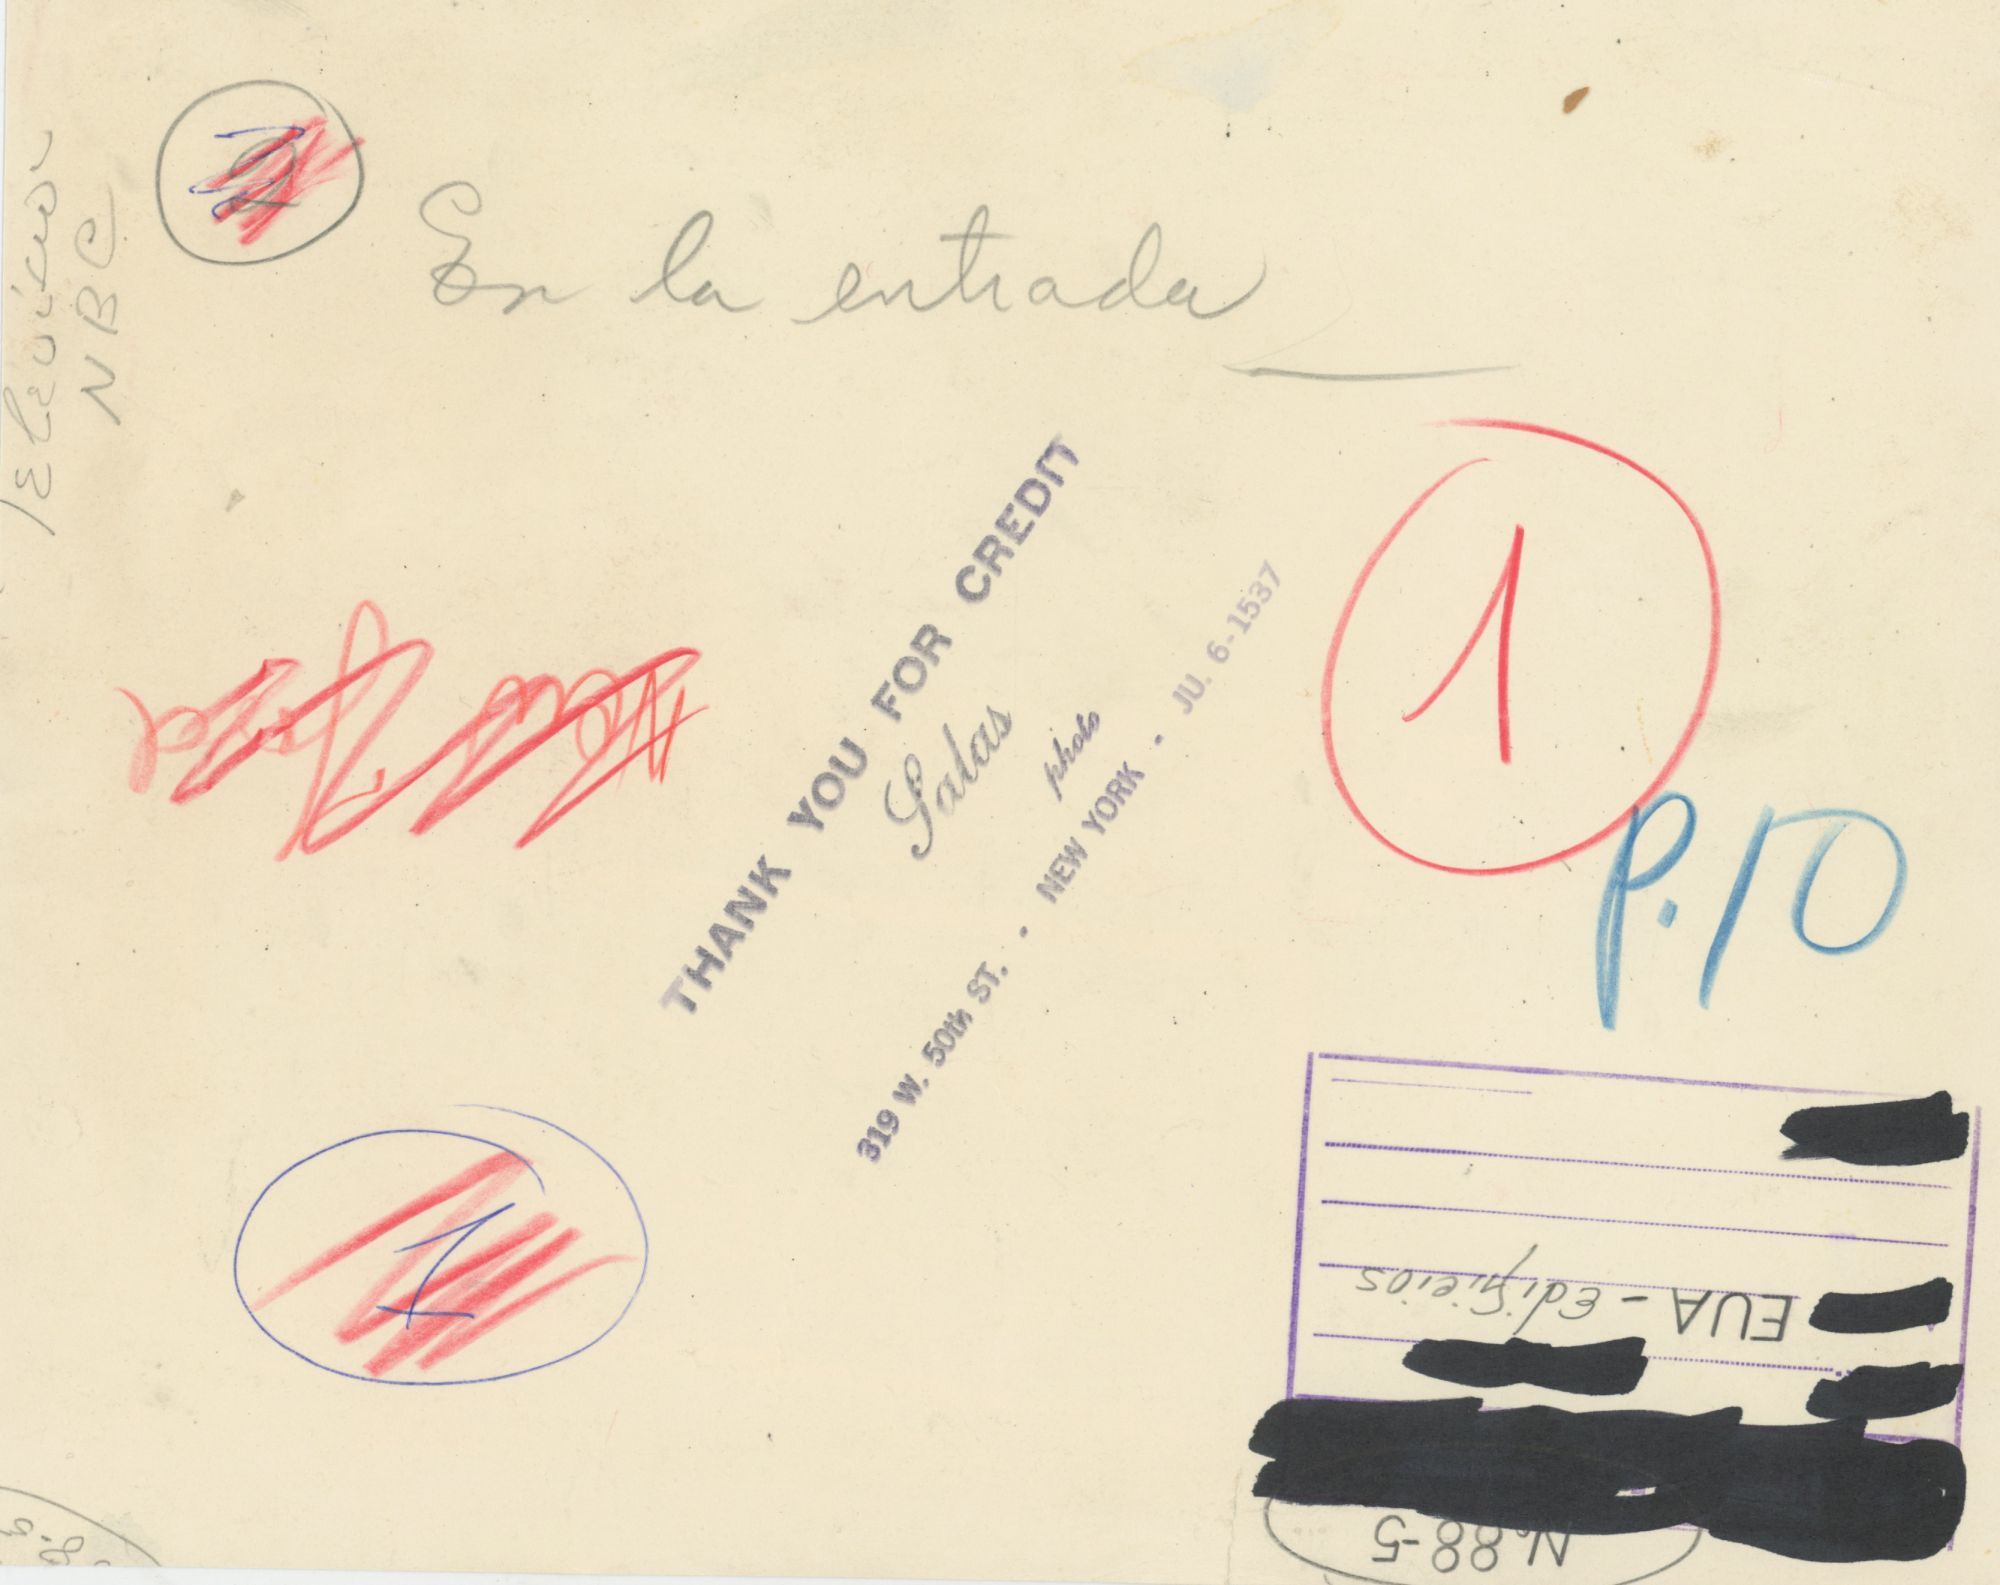 Televisión
NBC
En la entrada
THANK YOU FOR CREDIT
Salas
photo
319 W. 50th ST. · NEW YORK · JU. 6-1537
1
P.10
1
EUA - Edificios
No 88-5